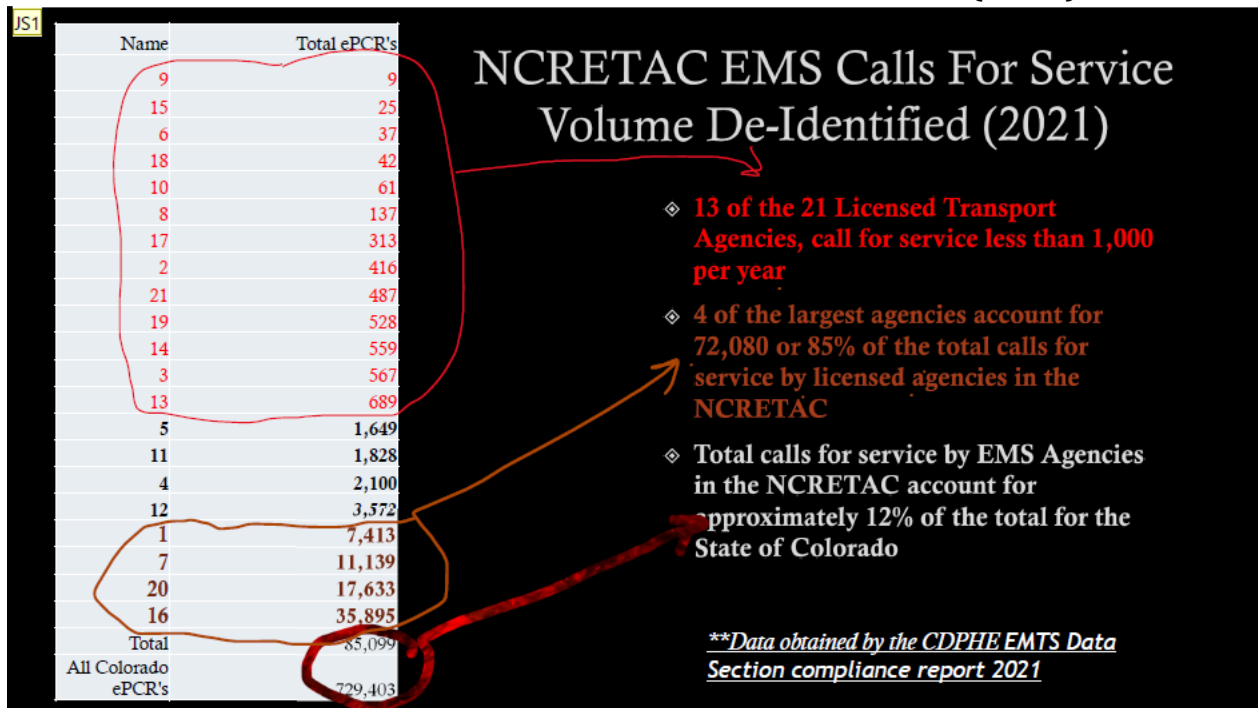 JS1
Name Total ePCR's
9 9
15 25
6 37
18 42
10 61
8 137
17 313
2 416
21 487
19 528
14 559
3 567
13 689
5 1,649
11 1,828
4 2,100
12 3,572
1 7,413
7 11,139
20 17,633
16 35,895
Total 85,099
All Colorado
ePCR's 729,403
NCRETAC EMS Calls For Service
Volume De-Identified (2021)
13 of the 21 Licensed Transport
Agencies, call for service less than 1,000
per year
4 of the largest agencies account for
72,080 or 85% of the total calls for
service by licensed agencies in the
NCRETAC
Total calls for service by EMS Agencies
in the NCRETAC account for
approximately 12% of the total for the
State of Colorado
**Data obtained by the CDPHE EMTS Data
Section compliance report 2021